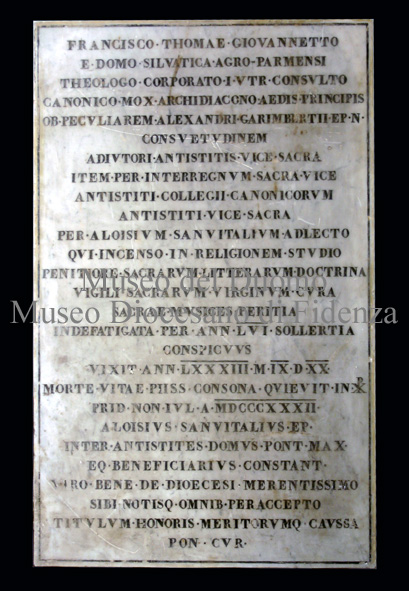 FRANCISCO·THOMAE·GIOVANNETTO
E·DOMO·SILVATICA·AGRO·PARMENSI
THEOLOGO·CORPORATO·I·VTR·CONSVLTO
CANONICO·MOX·ARCHIDIACONO·AEDIS·PRINCIPIS
OB·PECVLIAREM·ALEXANDRI·GARIMBERTII·EP·N·
CONSVETVDINEM
ADIVTORI·ANTISTITIS·VICE·SACRA
ITEM·PER·INTERREGNVM·SACRA·VICE
ANTISTITI·COLLEGII·CANONICORVM
ANTISTITI·VICE·SACRA
PER·ALOISIVM·SANVITALIVM·ADLECTO
QVI·INCENSO·IN·RELIGIONEM·STVDIO
PENITIORE·SACRARVM·LITTERARVM·DOCTRINA
VIGILI·SACRARVM·VIRGINVM·CVRA
SACRAE·MVSICES·PERITIA
INDEFATIGATA·PER·ANN·LVI·SOLLERTIA
CONSPICVVS
VIXIT·ANN·LXXXIII·M·IX·D·XX·
MORTE·VITAE·PIISS·CONSONA·QVIEVIT·IN·☧
PRID·NON·IVL·A·MDCCCXXXII·
ALOISIVS·SANVITALIVS·EP·
INTER·ANTISTITES·DOMVS·PONT·MAX·
EQ·BENEFICIARIVS·CONSTANT·
VIRO·BENE·DE·DIOECESI·MERENTISSIMO
SIBI·NOTISQ·OMNIB·PERACCEPTO
TITVLVM·HONORIS·MERITORVMQ·CAVSSA
PON·CVR·
Museo del Duomo
Museo Diocesano di Fidenza